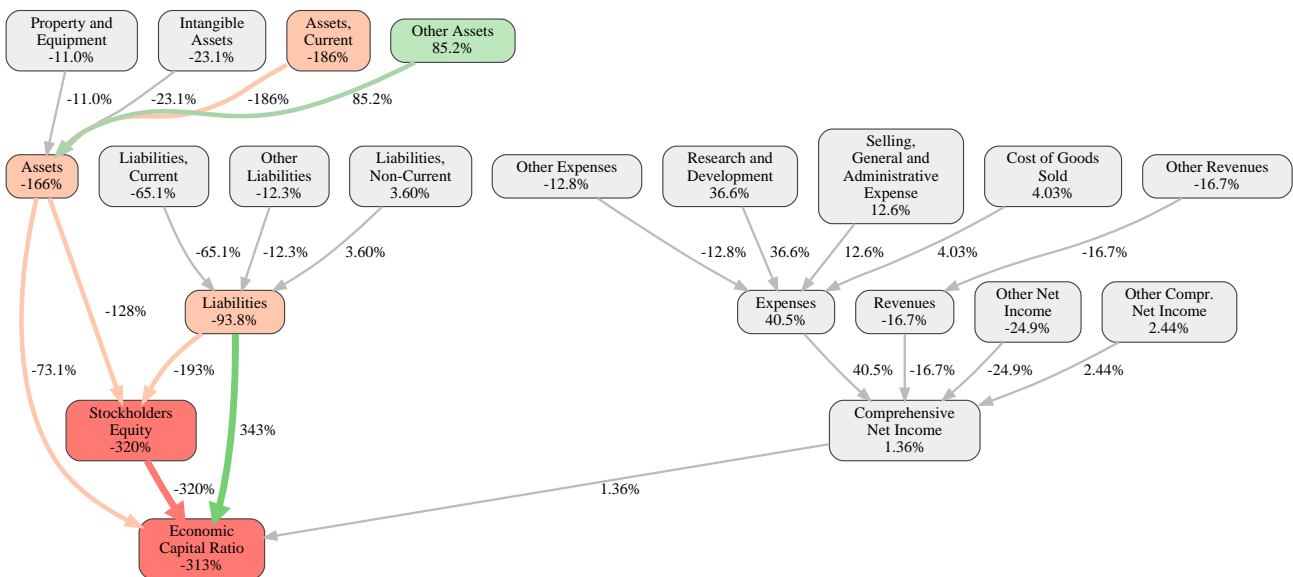 Property and
Equipment
-11.0%
Intangible
Assets
-23.1%
Assets,
Current
-186%
Other Assets
85.2%
-11.0%
-23.1%
-186%
85.2%
Assets
-166%
Liabilities,
Current
-65.1%
Other
Liabilities
-12.3%
Liabilities,
Non-Current
3.60%
Other Expenses
-12.8%
Research and
Development
36.6%
Selling,
General and
Administrative
Expense
12.6%
Cost of Goods
Sold
4.03%
Other Revenues
-16.7%
-65.1%
-12.3%
3.60%
-12.8%
36.6%
12.6%
4.03%
-16.7%
Liabilities
-93.8%
Expenses
40.5%
Revenues
-16.7%
Other Net
Income
-24.9%
Other Compr.
Net Income
2.44%
-128%
-73.1%
-193%
40.5%
-16.7%
-24.9%
2.44%
Stockholders
Equity
-320%
343%
Comprehensive
Net Income
1.36%
-320%
1.36%
Economic
Capital Ratio
-313%